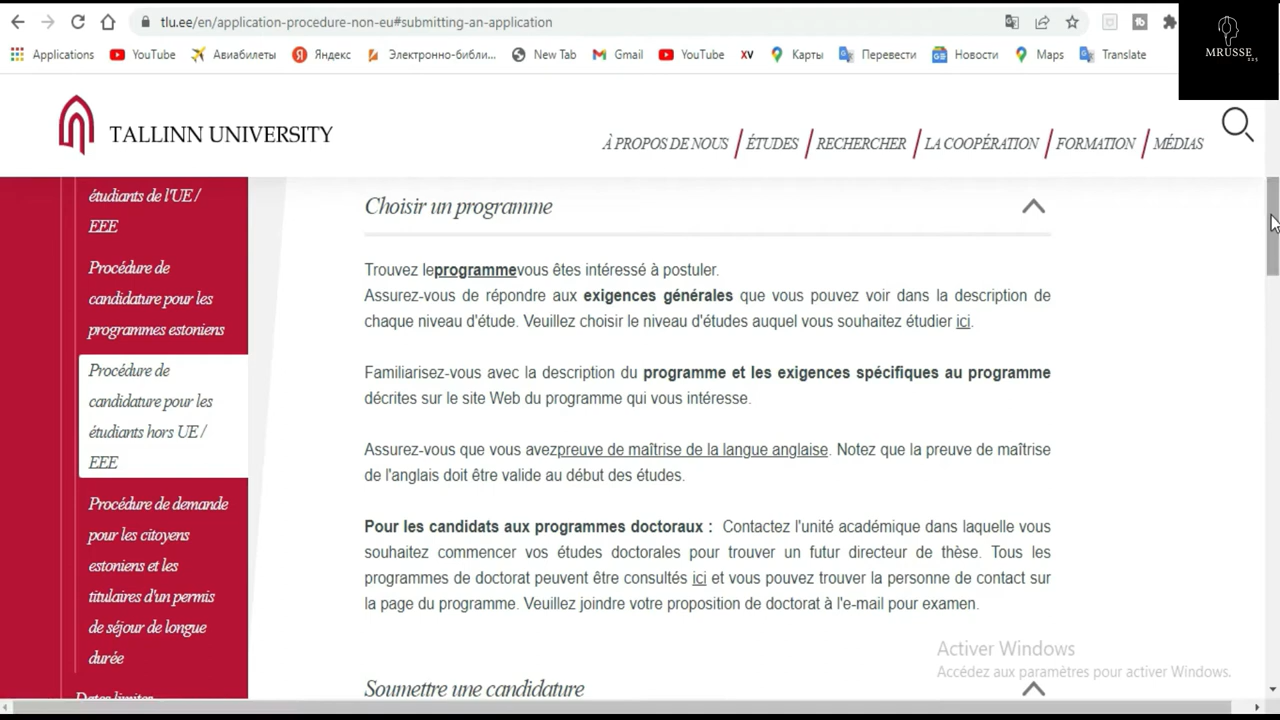 tlu.ee/en/application-procedure-non-eu#submitting-an-application
Applications YouTube Авиабилеты Яндекс Электронно-библи... New Tab Gmail YouTube XV Карты Перевести Новости Maps Translate
MRUSSE
225
TALLINN UNIVERSITY
À PROPOS DE NOUS ÉTUDES RECHERCHER LA COOPÉRATION FORMATION MÉDIAS
étudiants de l'UE /
EEE
Procédure de
candidature pour les
programmes estoniens
Procédure de
candidature pour les
étudiants hors UE /
EEE
Procédure de demande
pour les citoyens
estoniens et les
titulaires d'un permis
de séjour de longue
durée
Dates limites
Choisir un programme
Trouvez leprogrammevous êtes intéressé à postuler.
Assurez-vous de répondre aux exigences générales que vous pouvez voir dans la description de
chaque niveau d'étude. Veuillez choisir le niveau d'études auquel vous souhaitez étudier ici.
Familiarisez-vous avec la description du programme et les exigences spécifiques au programme
décrites sur le site Web du programme qui vous intéresse.
Assurez-vous que vous avezpreuve de maîtrise de la langue anglaise. Notez que la preuve de maîtrise
de l'anglais doit être valide au début des études.
Pour les candidats aux programmes doctoraux : Contactez l'unité académique dans laquelle vous
souhaitez commencer vos études doctorales pour trouver un futur directeur de thèse. Tous les
programmes de doctorat peuvent être consultés ici et vous pouvez trouver la personne de contact sur
la page du programme. Veuillez joindre votre proposition de doctorat à l'e-mail pour examen.
Soumettre une candidature
Activer Windows
Accédez aux paramètres pour activer Windows.